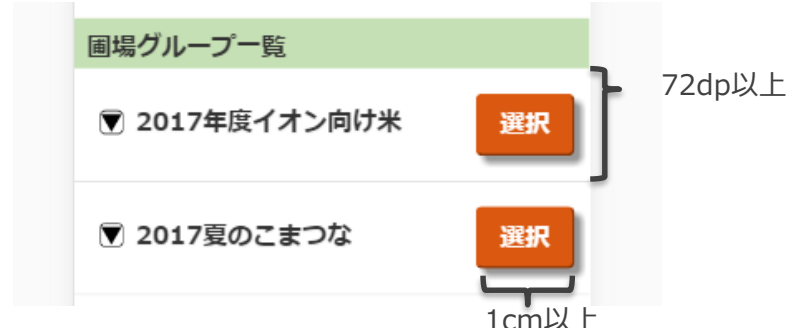 圃場グループ一覧
72dp以上
2017年度イオン向け米 選択
2017夏のこまつな 選択
1cm以上